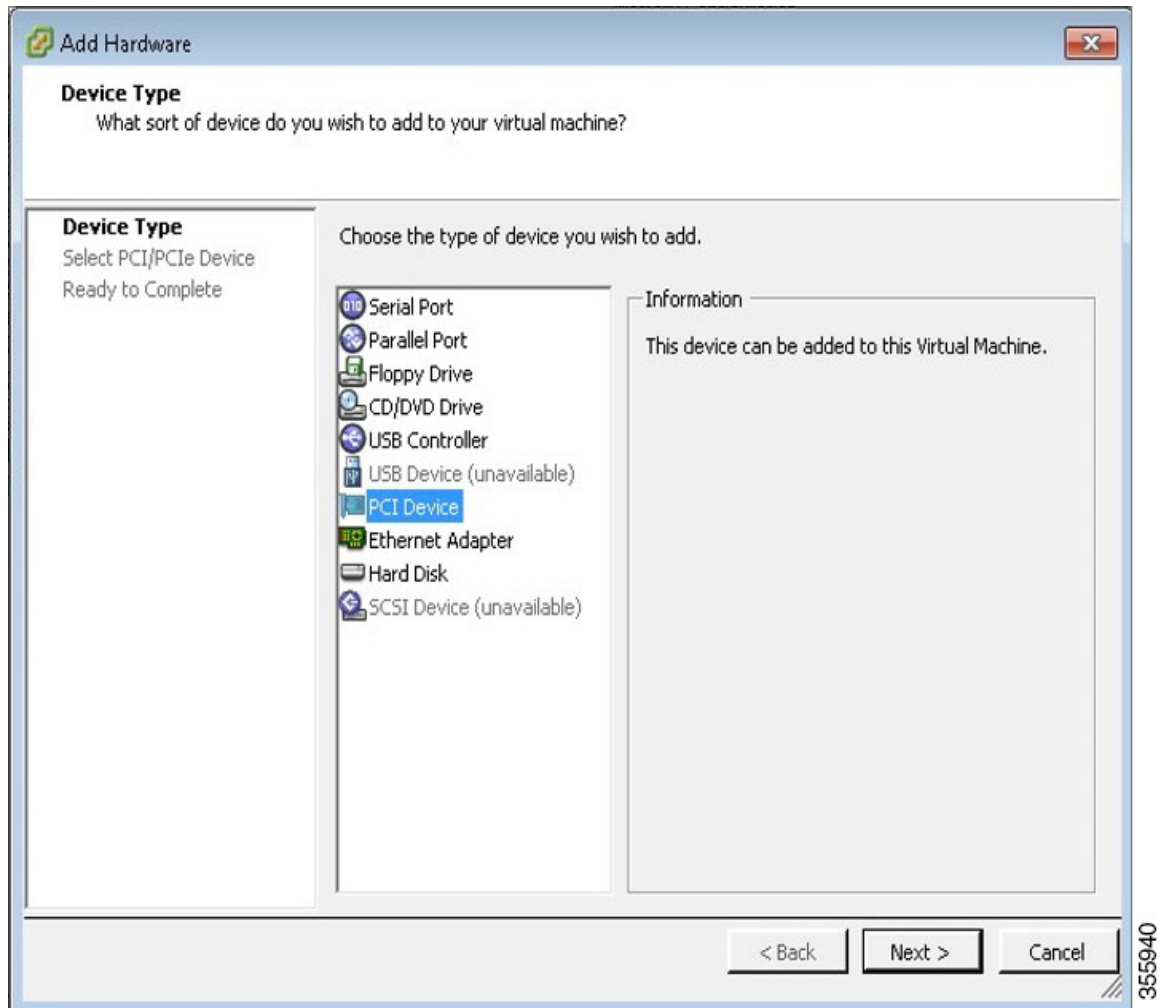 Add Hardware
Device Type
What sort of device do you wish to add to your virtual machine?
Device Type
Select PCI/PCIe Device
Ready to Complete
Choose the type of device you wish to add.
Serial Port
Parallel Port
Floppy Drive
CD/DVD Drive
USB Controller
USB Device (unavailable)
PCI Device
Ethernet Adapter
Hard Disk
SCSI Device (unavailable)
Information
This device can be added to this Virtual Machine.
< Back
Next >
Cancel
355940